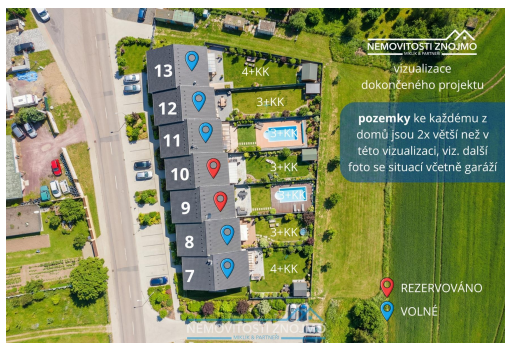 NEMOVITOSTI ZNOJMO
vizualizace
dokončeného projektu
pozemky ke každému z
domů jsou 2x větší než v
této vizualizaci, viz. další
foto se situací včetně garáží
13
4+KK
12
3+KK
11
3+KK
10
3+KK
9
3+KK
8
3+KK
7
4+KK
REZERVOVÁNO
VOLNÉ
NEMOVITOSTI ZNOJMO